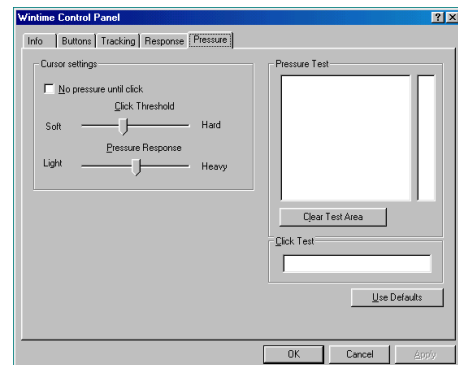 Wintime Control Panel
Info Buttons Tracking Response Pressure
Cursor settings
No pressure until click
Click Threshold
Soft Hard
Pressure Response
Light Heavy
Pressure Test
Clear Test Area
Click Test
Use Defaults
OK Cancel Apply